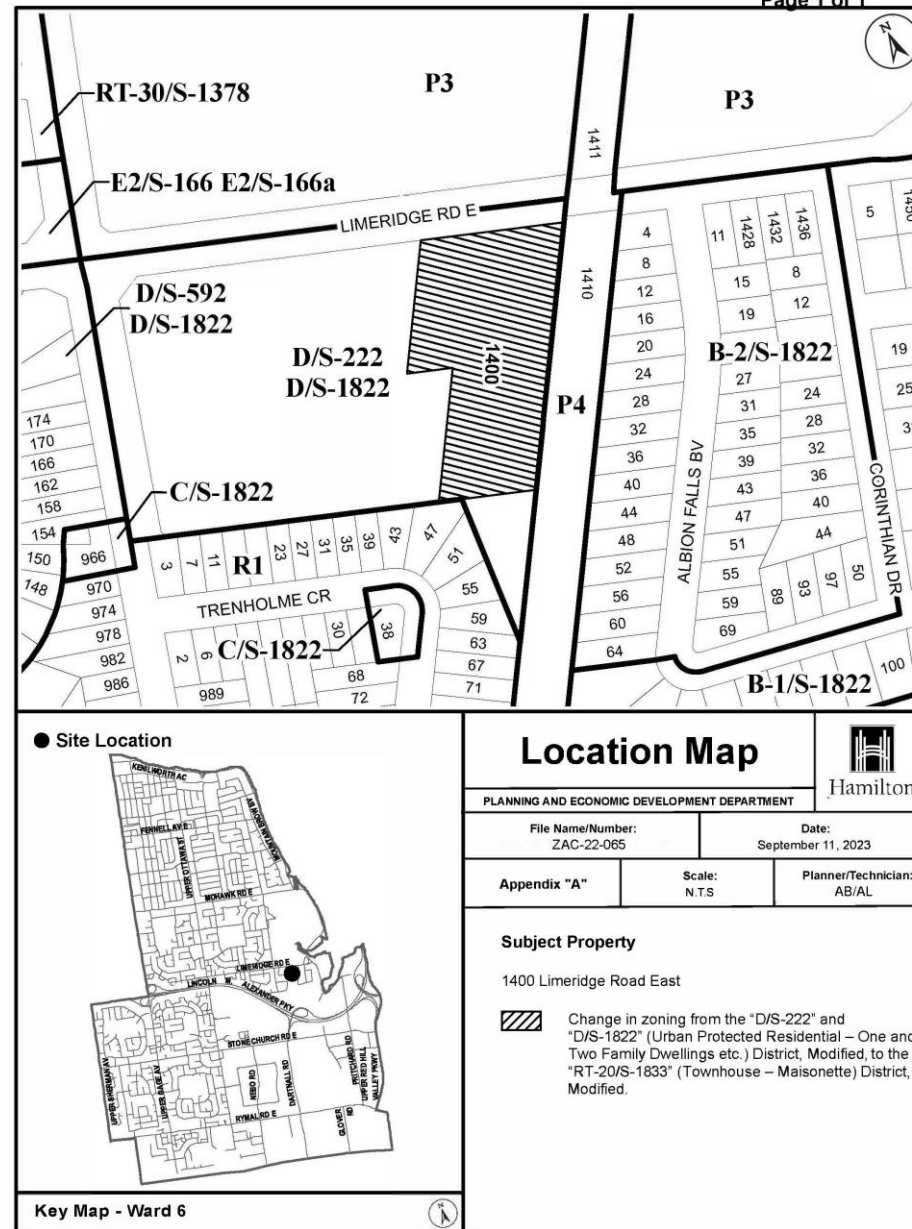 Page 1 of 1
N
RT-30/S-1378
P3
P3
1411
E2/S-166 E2/S-166a
LIMERIDGE RD E
D/S-592
D/S-1822
D/S-222
D/S-1822
1400
1410
P4
4
8
12
16
20
24
28
32
36
40
44
48
52
56
60
64
ALBION FALLS BV
11
1428
1432
1436
15
8
19
12
B-2/S-1822
27
24
31
28
35
32
39
36
43
40
47
44
51
55
59
69
89
93
97
50
CORINTHIAN DR
5
19
25
100
B-1/S-1822
174
170
166
162
158
154
150
148
C/S-1822
966
970
974
978
982
986
3
7
11
R1
23
27
31
35
39
43
47
51
55
59
63
67
71
TRENHOLME CR
2
6
C/S-1822
30
38
68
72
989
Site Location
KENILWORTH AC
FENNELL AV E
UPPER OTTAWA ST
MOUNTAIN BROW BV
MOHAWK RD E
LIMERIDGE RD E
LINCOLN M. ALEXANDER PKY
STONE CHURCH RD E
UPPER SHERMAN AV
UPPER GAGE AV
NEBO RD
DARTNALL RD
PRITCHARD RD
UPPER RED HILL
VALLEY PKWY
GLOVER
RD
RYMAL RD E
Key Map - Ward 6
N
Location Map
Hamilton
PLANNING AND ECONOMIC DEVELOPMENT DEPARTMENT
File Name/Number:
ZAC-22-065
Date:
September 11, 2023
Appendix "A"
Scale:
N.T.S
Planner/Technician:
AB/AL
Subject Property
1400 Limeridge Road East
Change in zoning from the “D/S-222” and
“D/S-1822” (Urban Protected Residential – One and
Two Family Dwellings etc.) District, Modified, to the
“RT-20/S-1833” (Townhouse – Maisonette) District,
Modified.